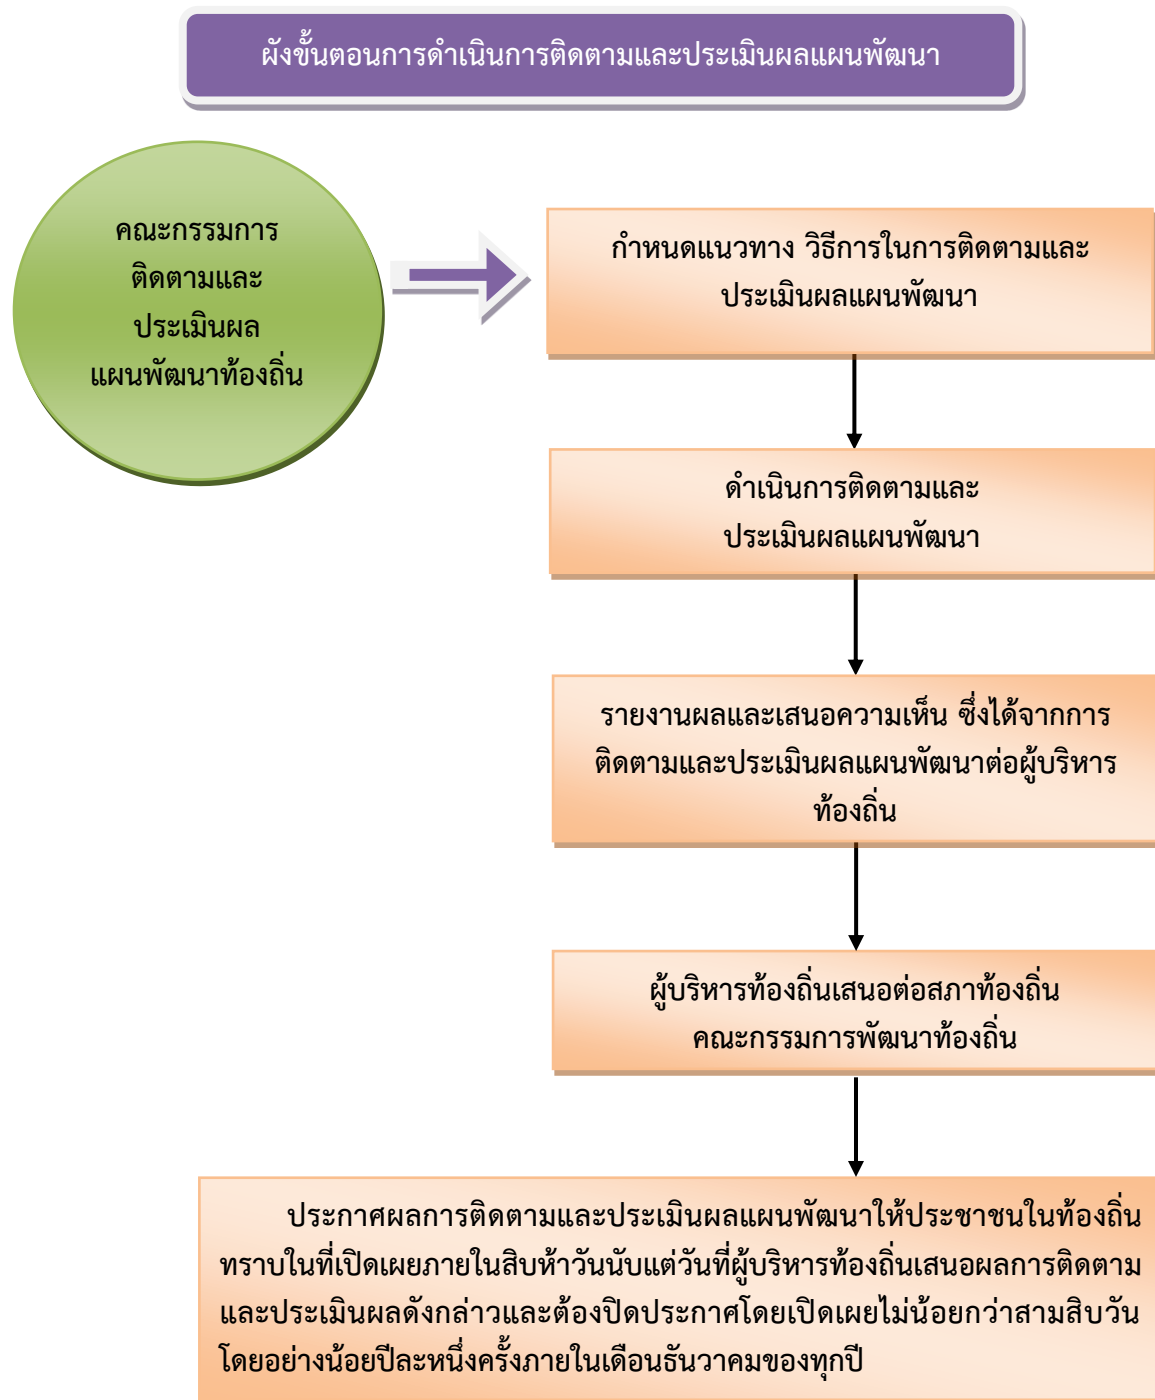 ผังขั้นตอนการดำเนินการติดตามและประเมินผลแผนพัฒนา
คณะกรรมการ
ติดตามและ
ประเมินผล
แผนพัฒนาท้องถิ่น
กำหนดแนวทาง วิธีการในการติดตามและ
ประเมินผลแผนพัฒนา
ดำเนินการติดตามและ
ประเมินผลแผนพัฒนา
รายงานผลและเสนอความเห็น ซึ่งได้จากการ
ติดตามและประเมินผลแผนพัฒนาต่อผู้บริหาร
ท้องถิ่น
ผู้บริหารท้องถิ่นเสนอต่อสภาท้องถิ่น
คณะกรรมการพัฒนาท้องถิ่น
ประกาศผลการติดตามและประเมินผลแผนพัฒนาให้ประชาชนในท้องถิ่น
ทราบในที่เปิดเผยภายในสิบห้าวันนับแต่วันที่ผู้บริหารท้องถิ่นเสนอผลการติดตาม
และประเมินผลดังกล่าวและต้องปิดประกาศโดยเปิดเผยไม่น้อยกว่าสามสิบวัน
โดยอย่างน้อยปีละหนึ่งครั้งภายในเดือนธันวาคมของทุกปี